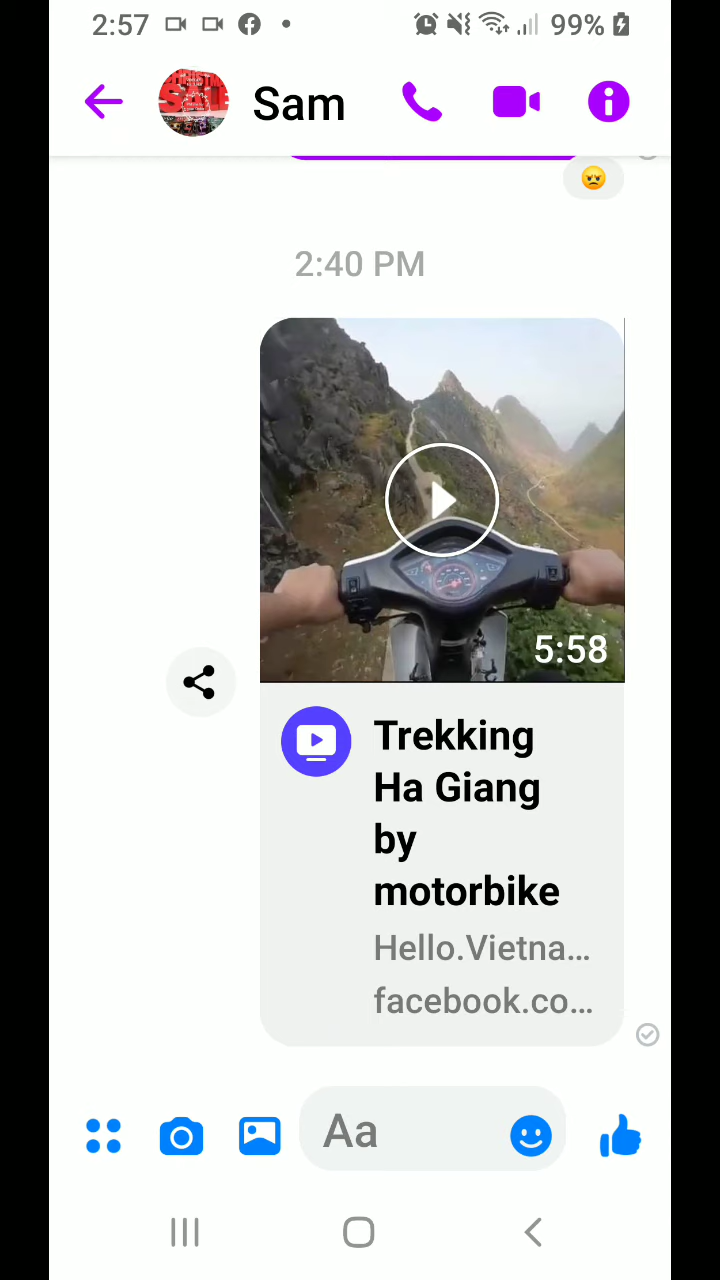 2:57
99%
Sam
2:40 PM
5:58
Trekking
Ha Giang
by
motorbike
Hello.Vietna...
facebook.co...
Aa